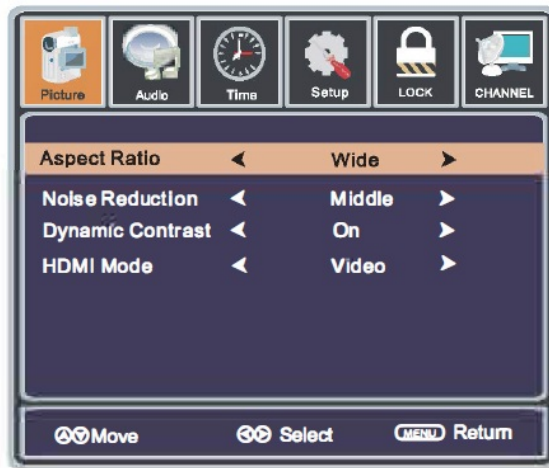 Picture Audio Time Setup LOCK CHANNEL
Aspect Ratio Wide
Noise Reduction Middle
Dynamic Contrast On
HDMI Mode Video
Move Select MENU Return